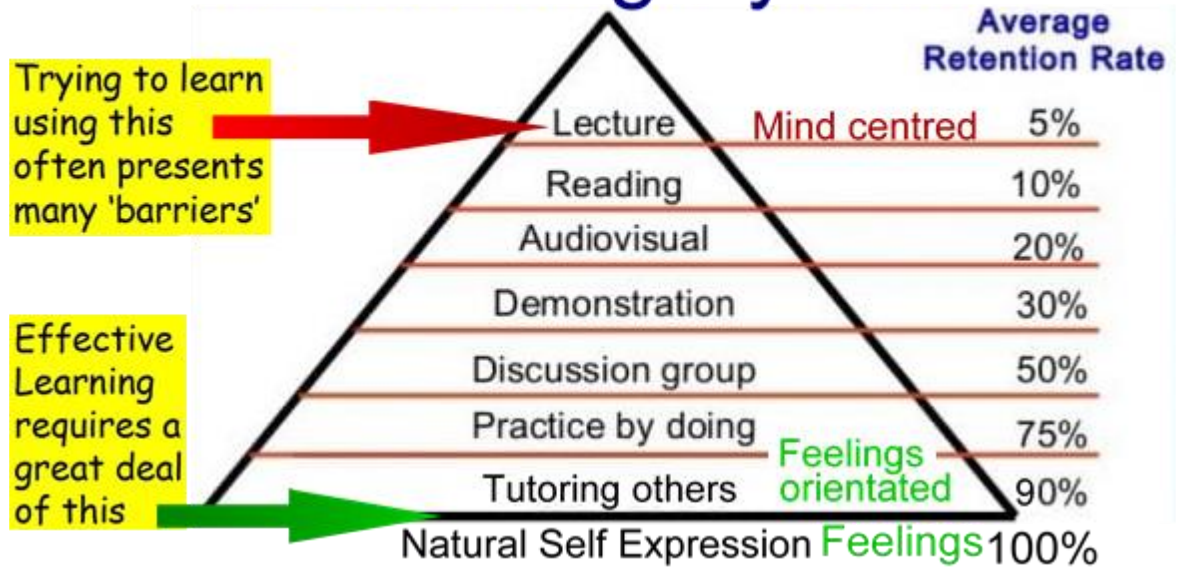 Average
Retention Rate
Trying to learn
using this
often presents
many ‘barriers’
Lecture Mind centred 5%
Reading 10%
Audiovisual 20%
Demonstration 30%
Effective
Learning
requires a
great deal
of this
Discussion group 50%
Practice by doing 75%
Tutoring others Feelings orientated 90%
Natural Self Expression Feelings 100%